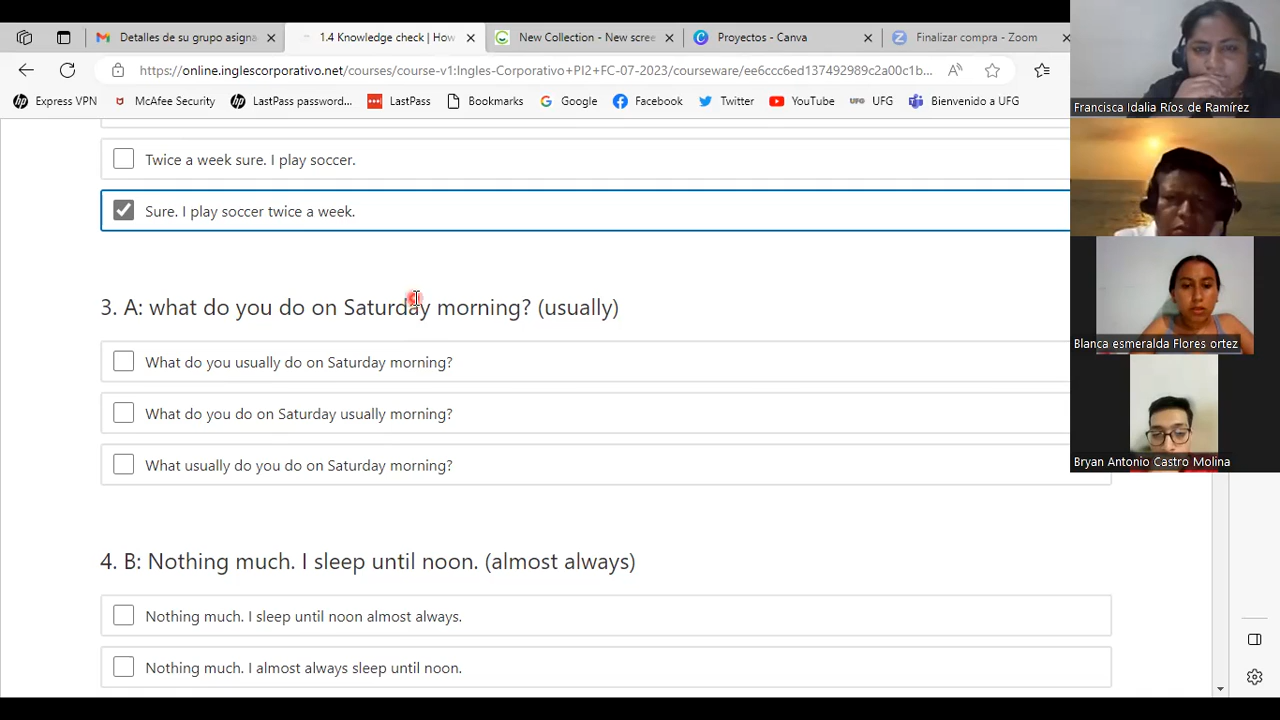 Detalles de su grupo asigna
1.4 Knowledge check | How
New Collection - New scree
Proyectos - Canva
Finalizar compra - Zoom
https://online.inglescorporativo.net/courses/course-v1:Ingles-Corporativo+PI2+FC-07-2023/courseware/ee6ccc6ed137492989c2a00c1b...
Express VPN
McAfee Security
LastPass password...
LastPass
Bookmarks
Google
Facebook
Twitter
YouTube
UFG
Bienvenido a UFG
Francisca Idalia Ríos de Ramírez
Blanca esmeralda Flores ortez
Bryan Antonio Castro Molina
Twice a week sure. I play soccer.
Sure. I play soccer twice a week.
3. A: what do you do on Saturday morning? (usually)
What do you usually do on Saturday morning?
What do you do on Saturday usually morning?
What usually do you do on Saturday morning?
4. B: Nothing much. I sleep until noon. (almost always)
Nothing much. I sleep until noon almost always.
Nothing much. I almost always sleep until noon.